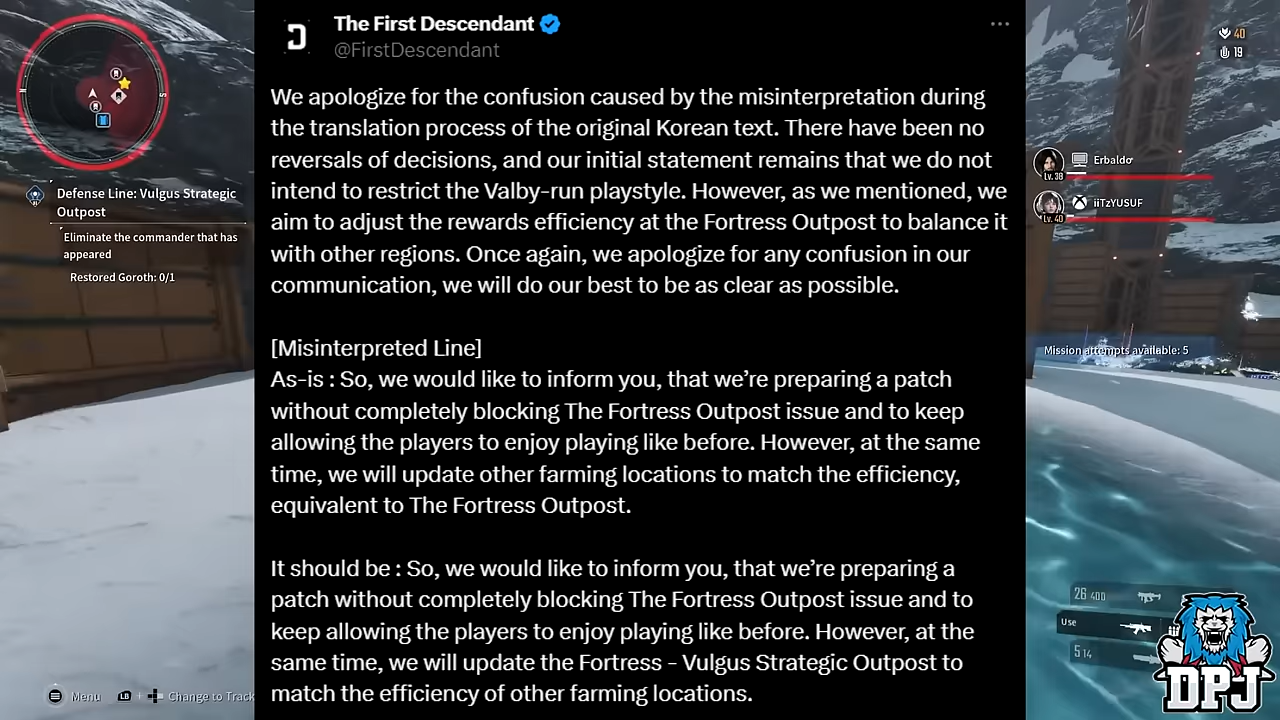 The First Descendant
@FirstDescendant
We apologize for the confusion caused by the misinterpretation during
the translation process of the original Korean text. There have been no
reversals of decisions, and our initial statement remains that we do not
intend to restrict the Valby-run playstyle. However, as we mentioned, we
aim to adjust the rewards efficiency at the Fortress Outpost to balance it
with other regions. Once again, we apologize for any confusion in our
communication, we will do our best to be as clear as possible.
[Misinterpreted Line]
As-is : So, we would like to inform you, that we’re preparing a patch
without completely blocking The Fortress Outpost issue and to keep
allowing the players to enjoy playing like before. However, at the same
time, we will update other farming locations to match the efficiency,
equivalent to The Fortress Outpost.
It should be : So, we would like to inform you, that we’re preparing a
patch without completely blocking The Fortress Outpost issue and to
keep allowing the players to enjoy playing like before. However, at the
same time, we will update the Fortress – Vulgus Strategic Outpost to
match the efficiency of other farming locations.
Defense Line: Vulgus Strategic
Outpost
Eliminate the commander that has
appeared
Restored Goroth: 0/1
Menu
LB + Change to Track
40
19
Erbaldo
Lv. 38
iiTzYUSUF
Lv. 40
Mission attempts available: 5
26 400
Use
5 14
DPJ